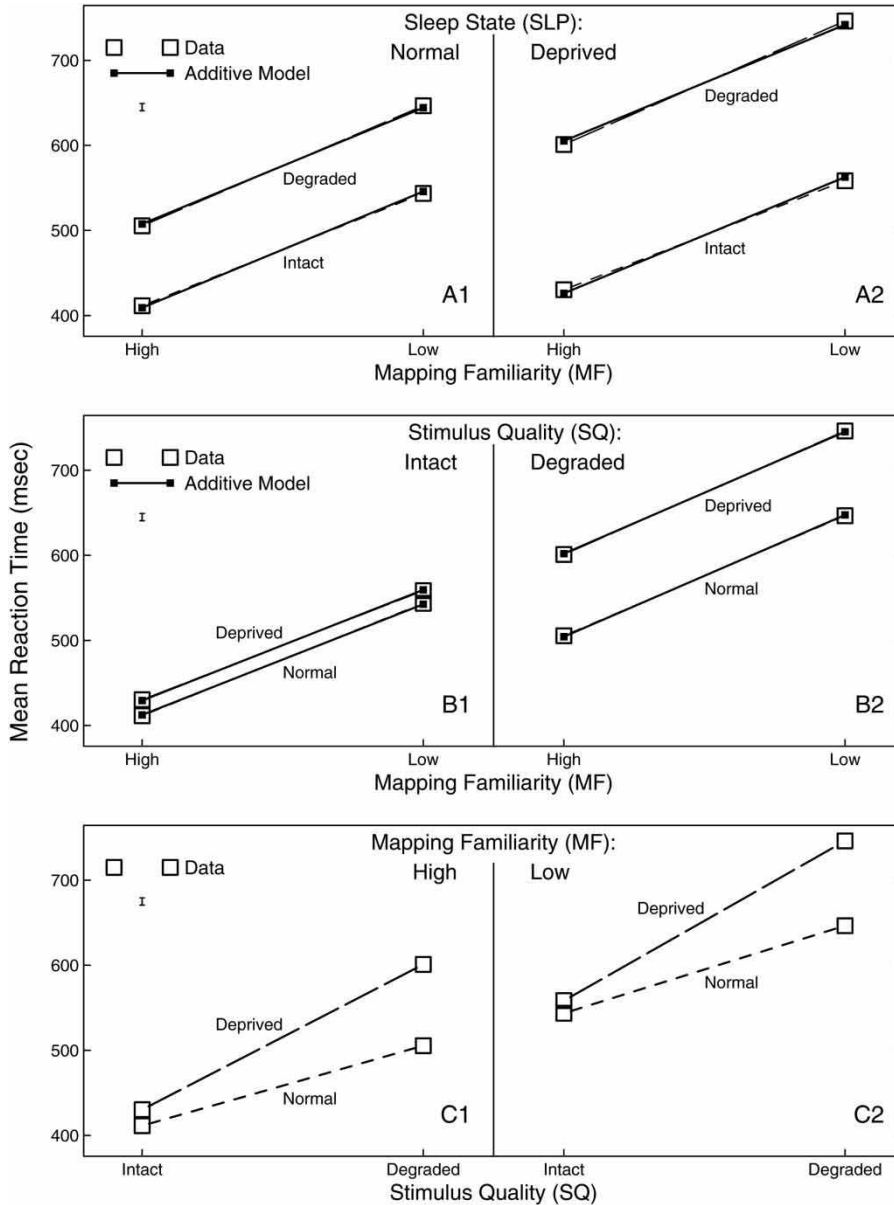 Sleep State (SLP):
Data
Normal
Deprived
Additive Model
700
600
500
400
Degraded
Intact
A1
Degraded
Intact
A2
High
Low
High
Low
Mapping Familiarity (MF)
Mean Reaction Time (msec)
Stimulus Quality (SQ):
Data
Intact
Degraded
Additive Model
700
600
500
400
Deprived
Normal
B1
Deprived
Normal
B2
High
Low
High
Low
Mapping Familiarity (MF)
Mapping Familiarity (MF):
Data
High
Low
700
600
500
400
Deprived
Normal
C1
Deprived
Normal
C2
Intact
Degraded
Intact
Degraded
Stimulus Quality (SQ)